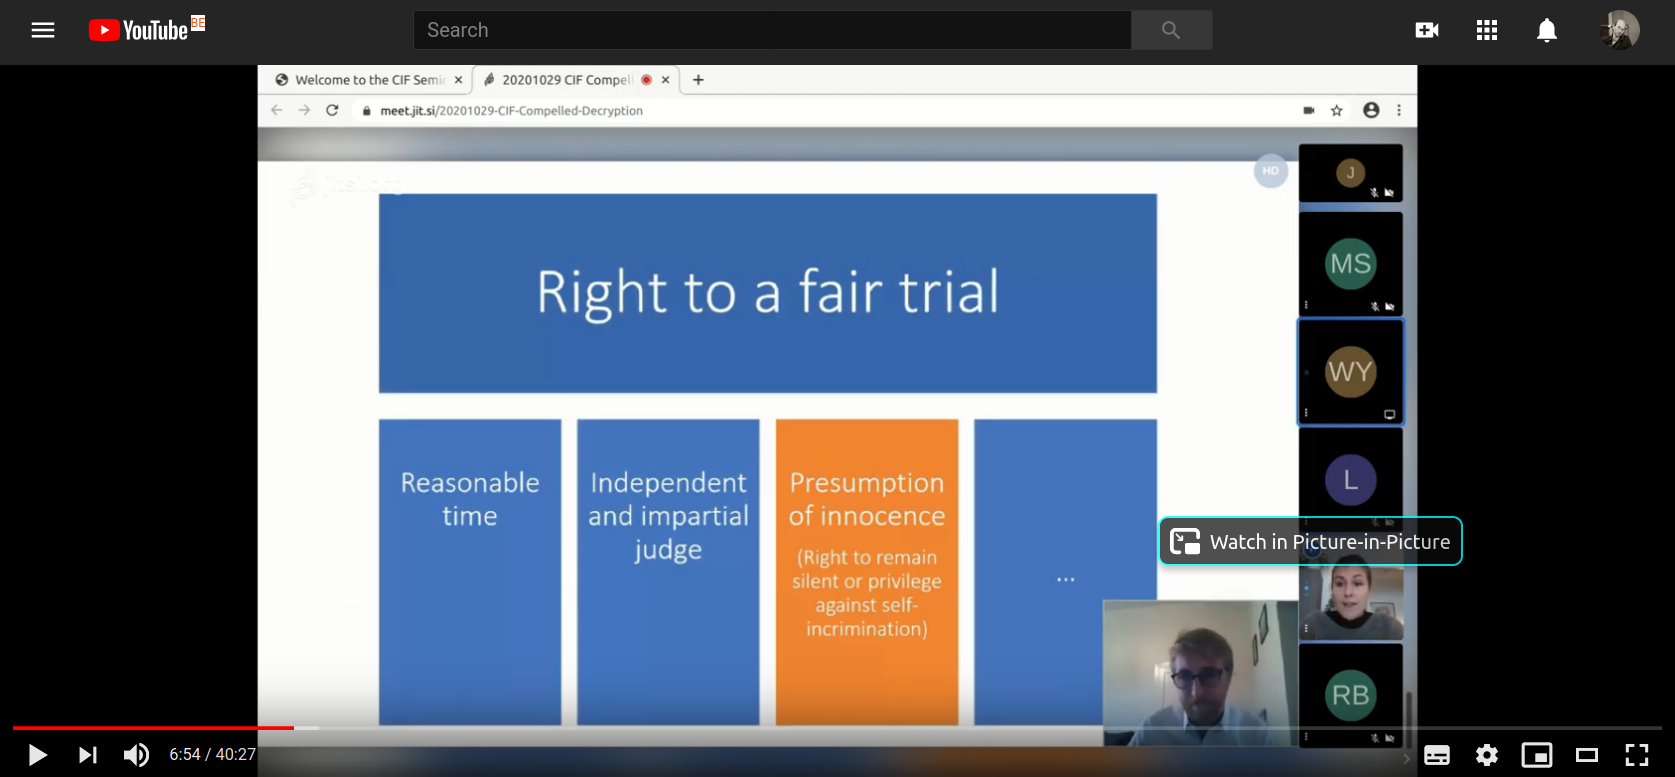 YouTube BE
Search
Welcome to the CIF Semi
20201029 CIF Compell
meet.jit.si/20201029-CIF-Compelled-Decryption
HD
J
MS
WY
L
RB
Right to a fair trial
Reasonable
time
Independent
and impartial
judge
Presumption
of innocence
(Right to remain
silent or privilege
against self-
incrimination)
...
Watch in Picture-in-Picture
6:54 / 40:27